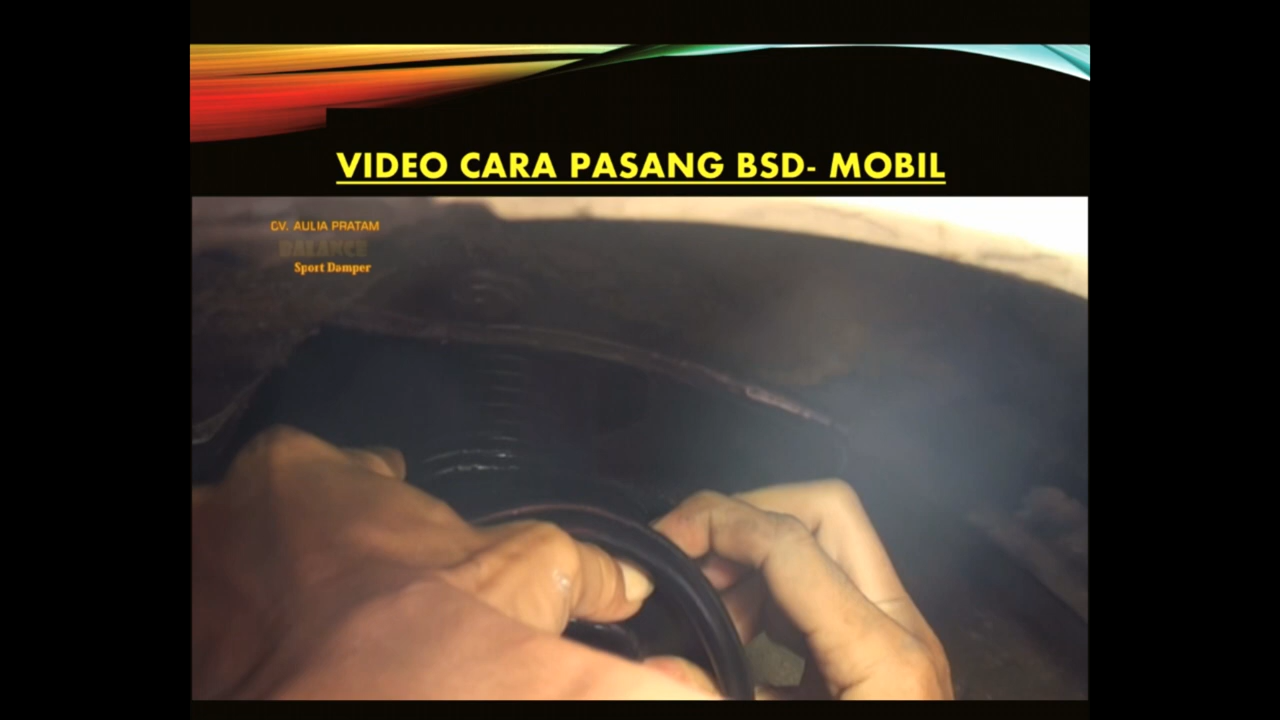 VIDEO CARA PASANG BSD- MOBIL
CV. AULIA PRATAM
BALANCE
Sport Damper